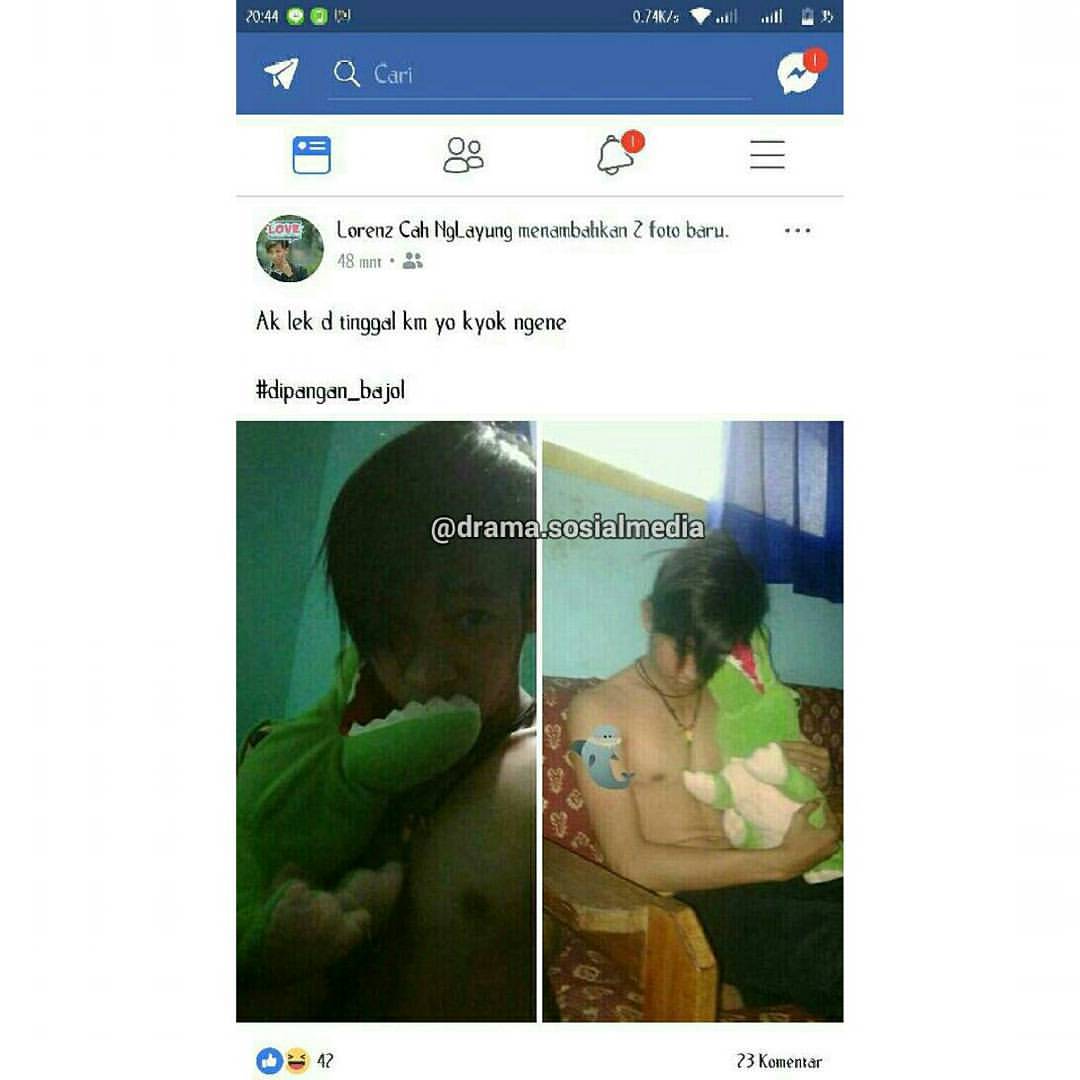 20:44
0.74K/s
35
Cari
1
1
LOVE
Lorenz Cah NgLayung menambahkan 2 foto baru.
48 mnt •
Ak lek d tinggal km yo kyok ngene
#dipangan_bajol
@drama.sosialmedia
42
23 Komentar